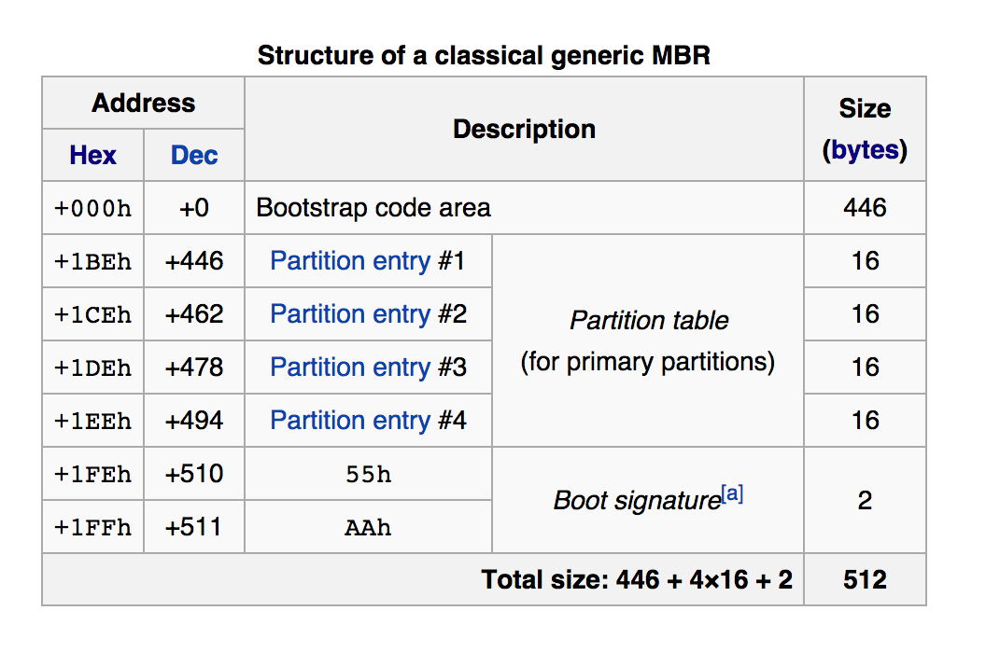 Structure of a classical generic MBR
Address
Description
Size
(bytes)
Hex
Dec
+000h +0 Bootstrap code area 446
+1BEh +446 Partition entry #1 16
+1CEh +462 Partition entry #2 16
Partition table
(for primary partitions)
+1DEh +478 Partition entry #3 16
+1EEh +494 Partition entry #4 16
+1FEh +510 55h
Boot signature[a] 2
+1FFh +511 AAh
Total size: 446 + 4×16 + 2 512